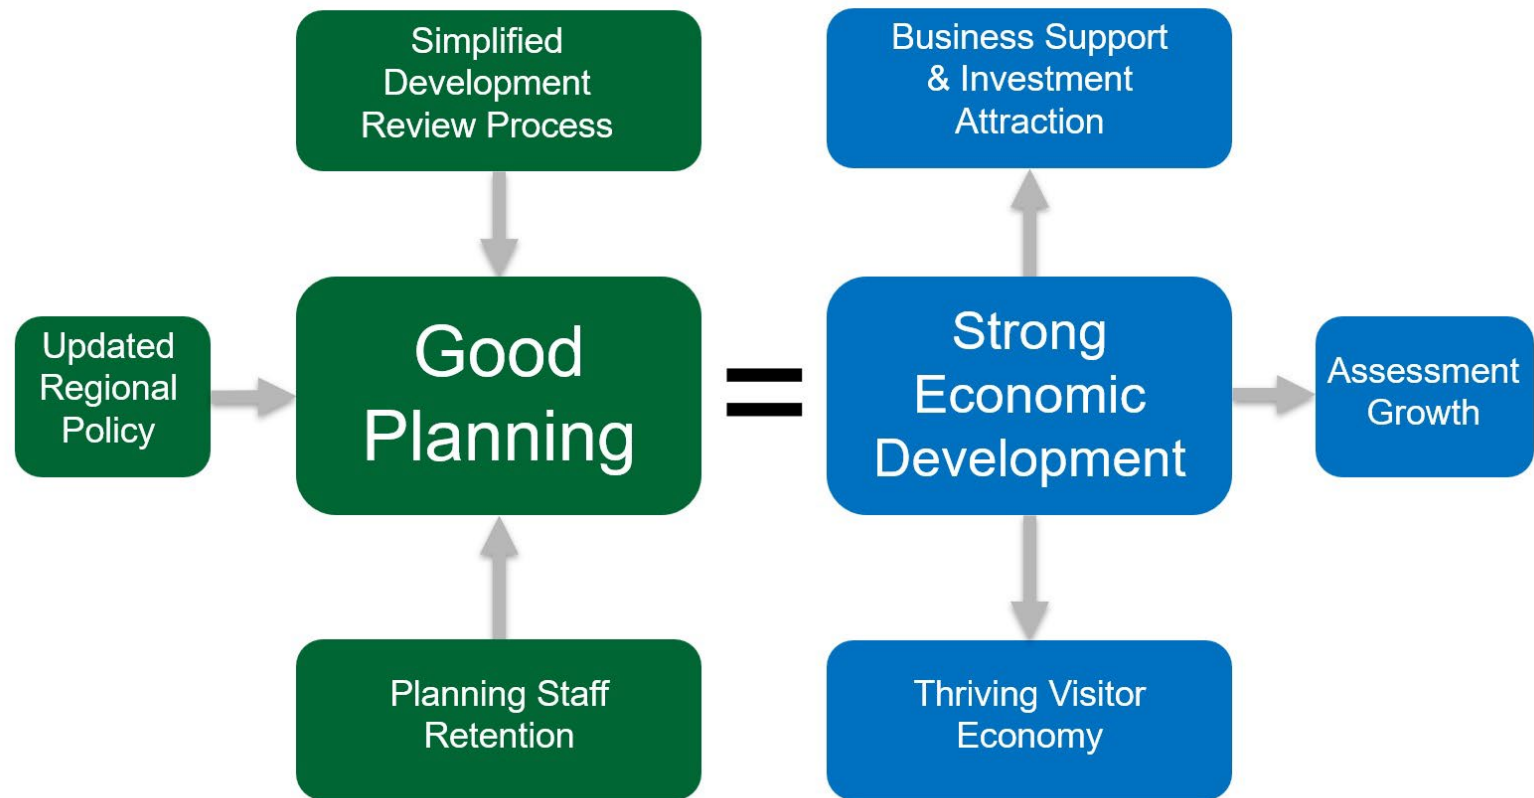 Simplified
Development
Review Process
Business Support
& Investment
Attraction
Updated
Regional
Policy
Good
Planning
=
Strong
Economic
Development
Assessment
Growth
Planning Staff
Retention
Thriving Visitor
Economy